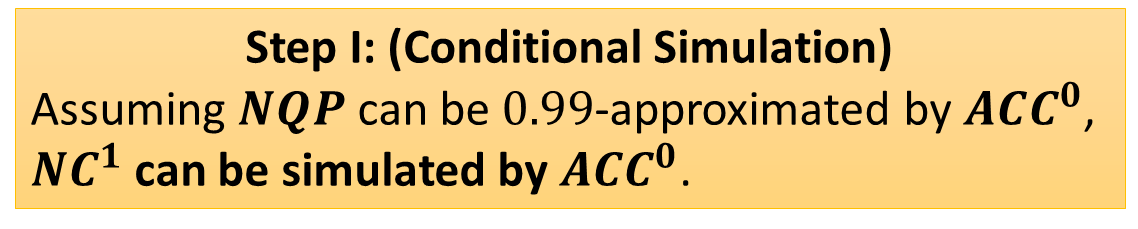 Step I: (Conditional Simulation)
Assuming NQP can be 0.99-approximated by ACC⁰,
NC¹ can be simulated by ACC⁰.